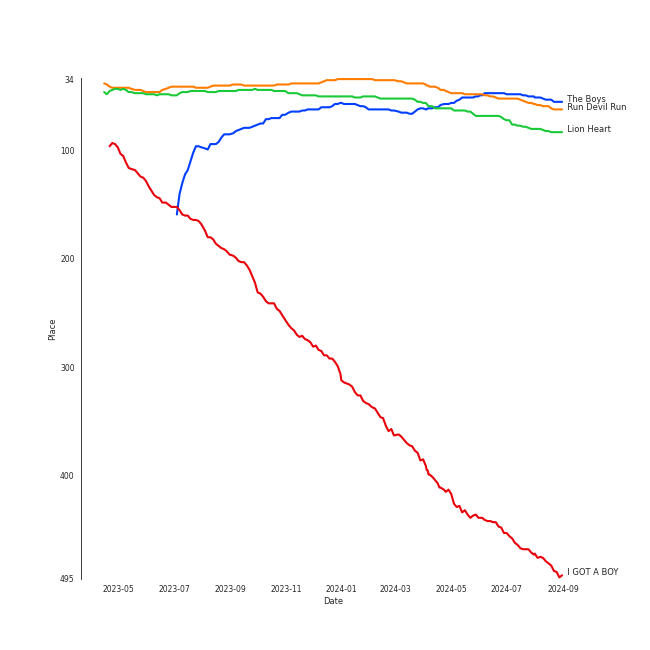 34
The Boys
Run Devil Run
Lion Heart
100
200
Place
300
400
495
I GOT A BOY
2023-05 2023-07 2023-09 2023-11 2024-01 2024-03 2024-05 2024-07 2024-09
Date